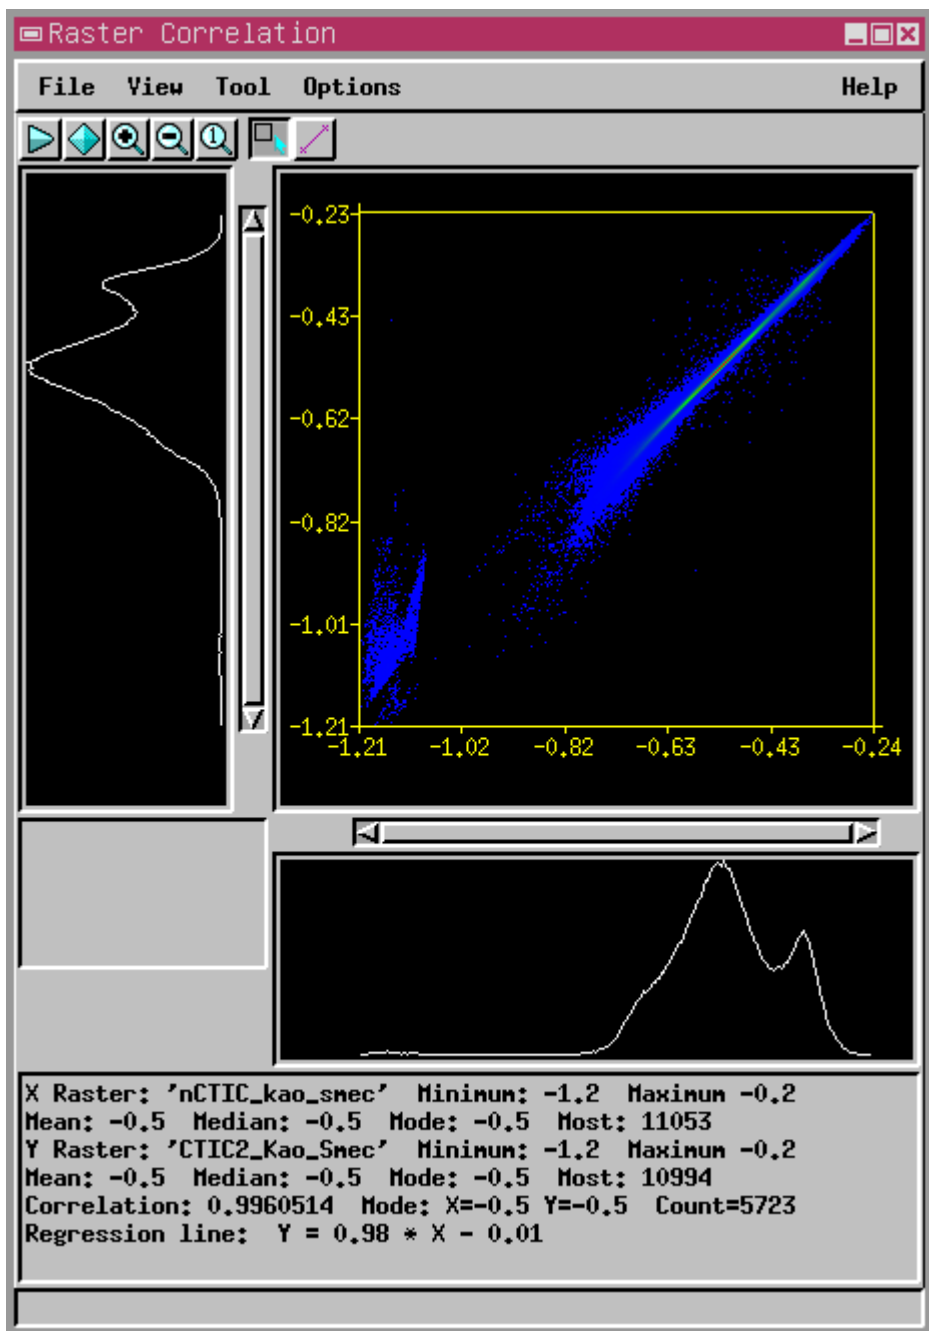 Raster Correlation
File View Tool Options Help
1
-0.23
-0.43
-0.62
-0.82
-1.01
-1.21
-1.21 -1.02 -0.82 -0.63 -0.43 -0.24
X Raster: 'nCTIC_kao_smec' Minimum: -1.2 Maximum -0.2
Mean: -0.5 Median: -0.5 Mode: -0.5 Most: 11053
Y Raster: 'CTIC2_Kao_Smec' Minimum: -1.2 Maximum -0.2
Mean: -0.5 Median: -0.5 Mode: -0.5 Most: 10994
Correlation: 0.9960514 Mode: X=-0.5 Y=-0.5 Count=5723
Regression line: Y = 0.98 * X - 0.01